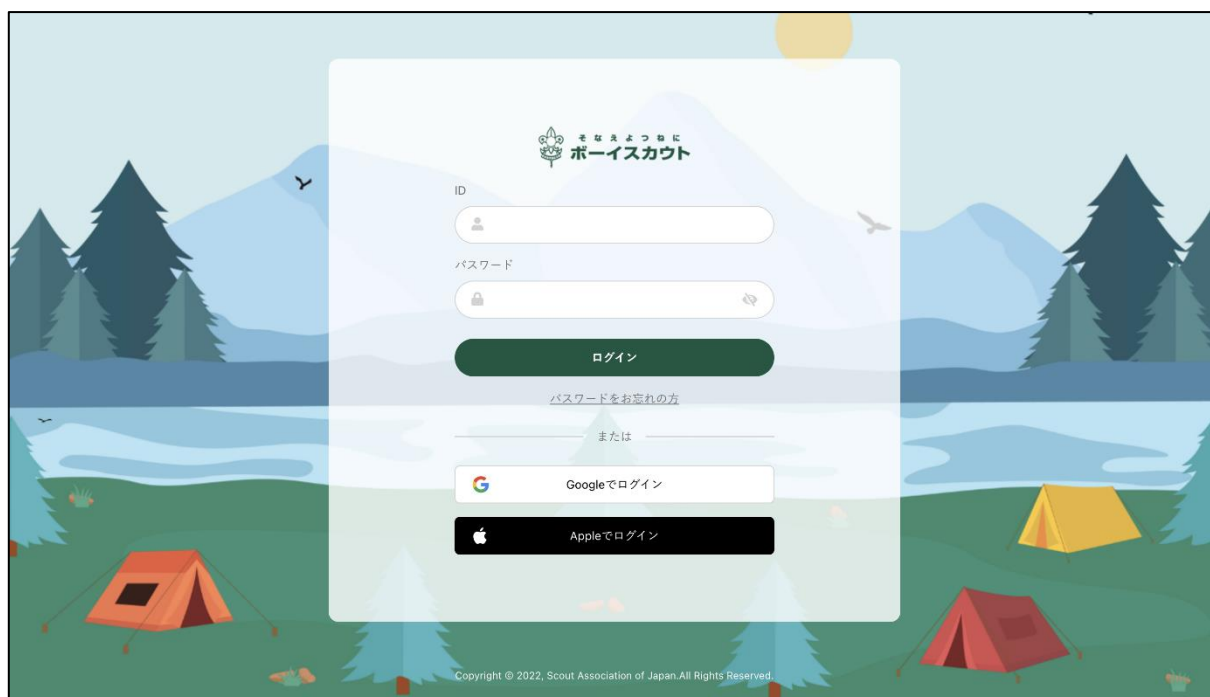 そなえよつねに
ボーイスカウト
ID
パスワード
ログイン
パスワードをお忘れの方
または
Googleでログイン
Appleでログイン
Copyright © 2022, Scout Association of Japan.All Rights Reserved.